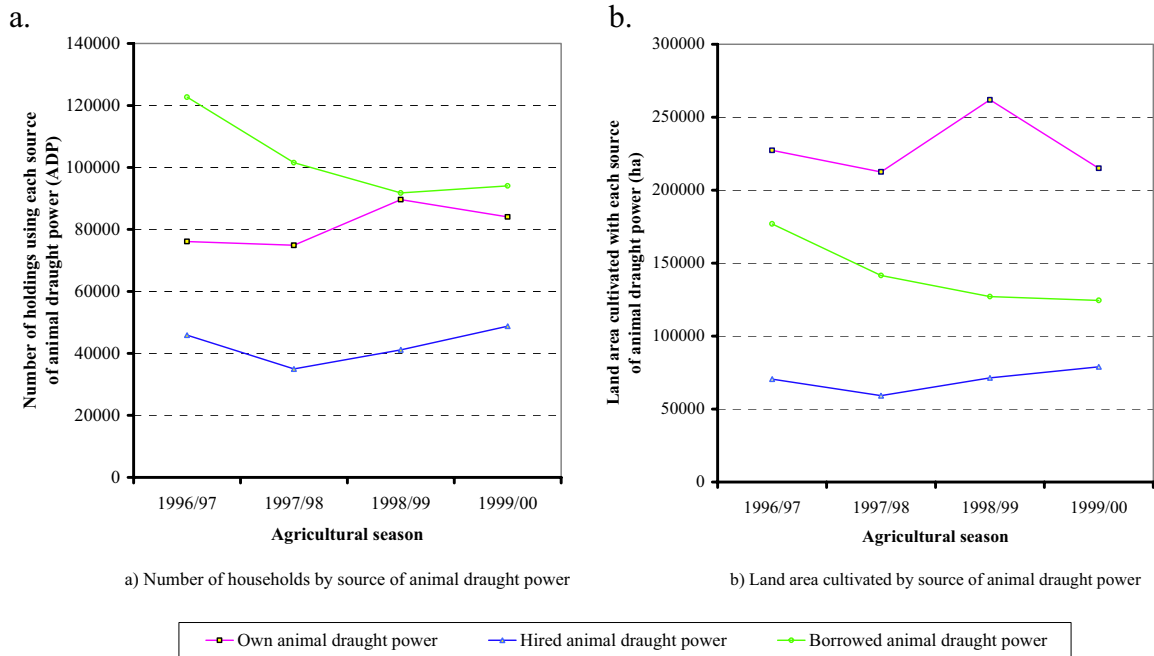 a.
140000
120000
100000
80000
60000
40000
20000
0
Number of holdings using each source
of animal draught power (ADP)
1996/97 1997/98 1998/99 1999/00
Agricultural season
a) Number of households by source of animal draught power
b.
300000
250000
200000
150000
100000
50000
0
Land area cultivated with each source
of animal draught power (ha)
1996/97 1997/98 1998/99 1999/00
Agricultural season
b) Land area cultivated by source of animal draught power
Own animal draught power Hired animal draught power Borrowed animal draught power